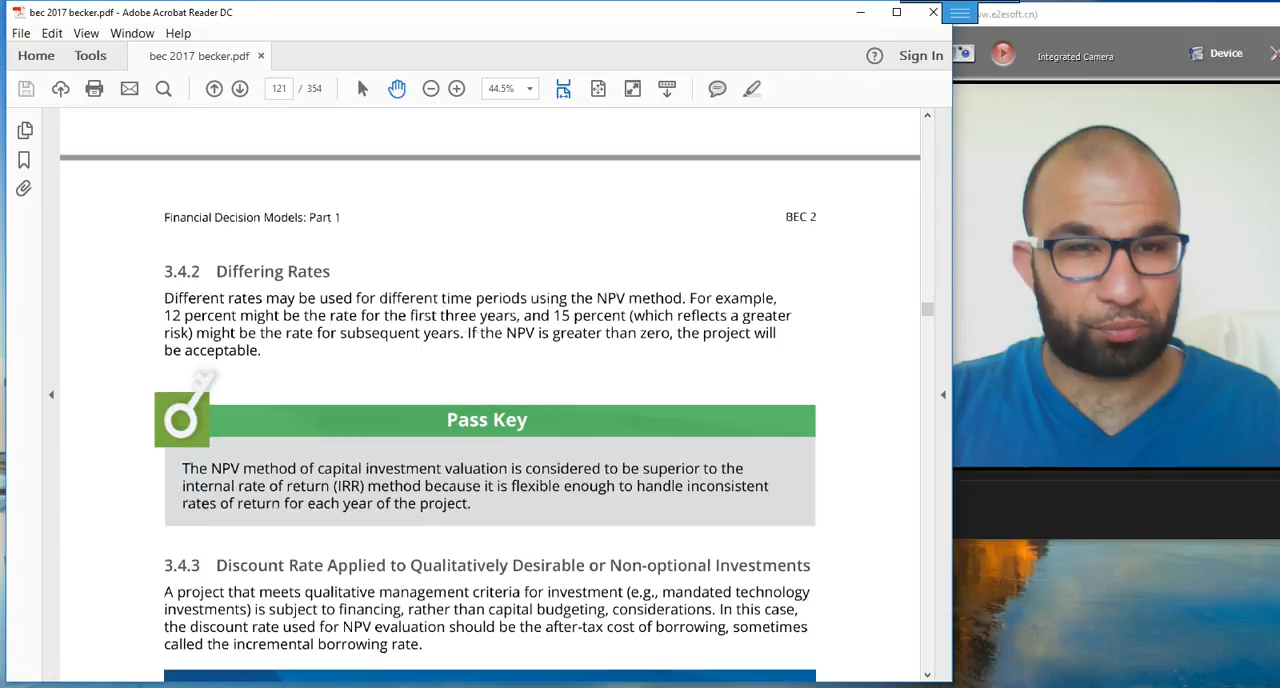 bec 2017 becker.pdf - Adobe Acrobat Reader DC
w.e2esoft.cn)
File Edit View Window Help
Home Tools bec 2017 becker.pdf × Sign In
Integrated Camera Device
121 / 354 44.5%
Financial Decision Models: Part 1 BEC 2
3.4.2 Differing Rates
Different rates may be used for different time periods using the NPV method. For example,
12 percent might be the rate for the first three years, and 15 percent (which reflects a greater
risk) might be the rate for subsequent years. If the NPV is greater than zero, the project will
be acceptable.
Pass Key
The NPV method of capital investment valuation is considered to be superior to the
internal rate of return (IRR) method because it is flexible enough to handle inconsistent
rates of return for each year of the project.
3.4.3 Discount Rate Applied to Qualitatively Desirable or Non-optional Investments
A project that meets qualitative management criteria for investment (e.g., mandated technology
investments) is subject to financing, rather than capital budgeting, considerations. In this case,
the discount rate used for NPV evaluation should be the after-tax cost of borrowing, sometimes
called the incremental borrowing rate.